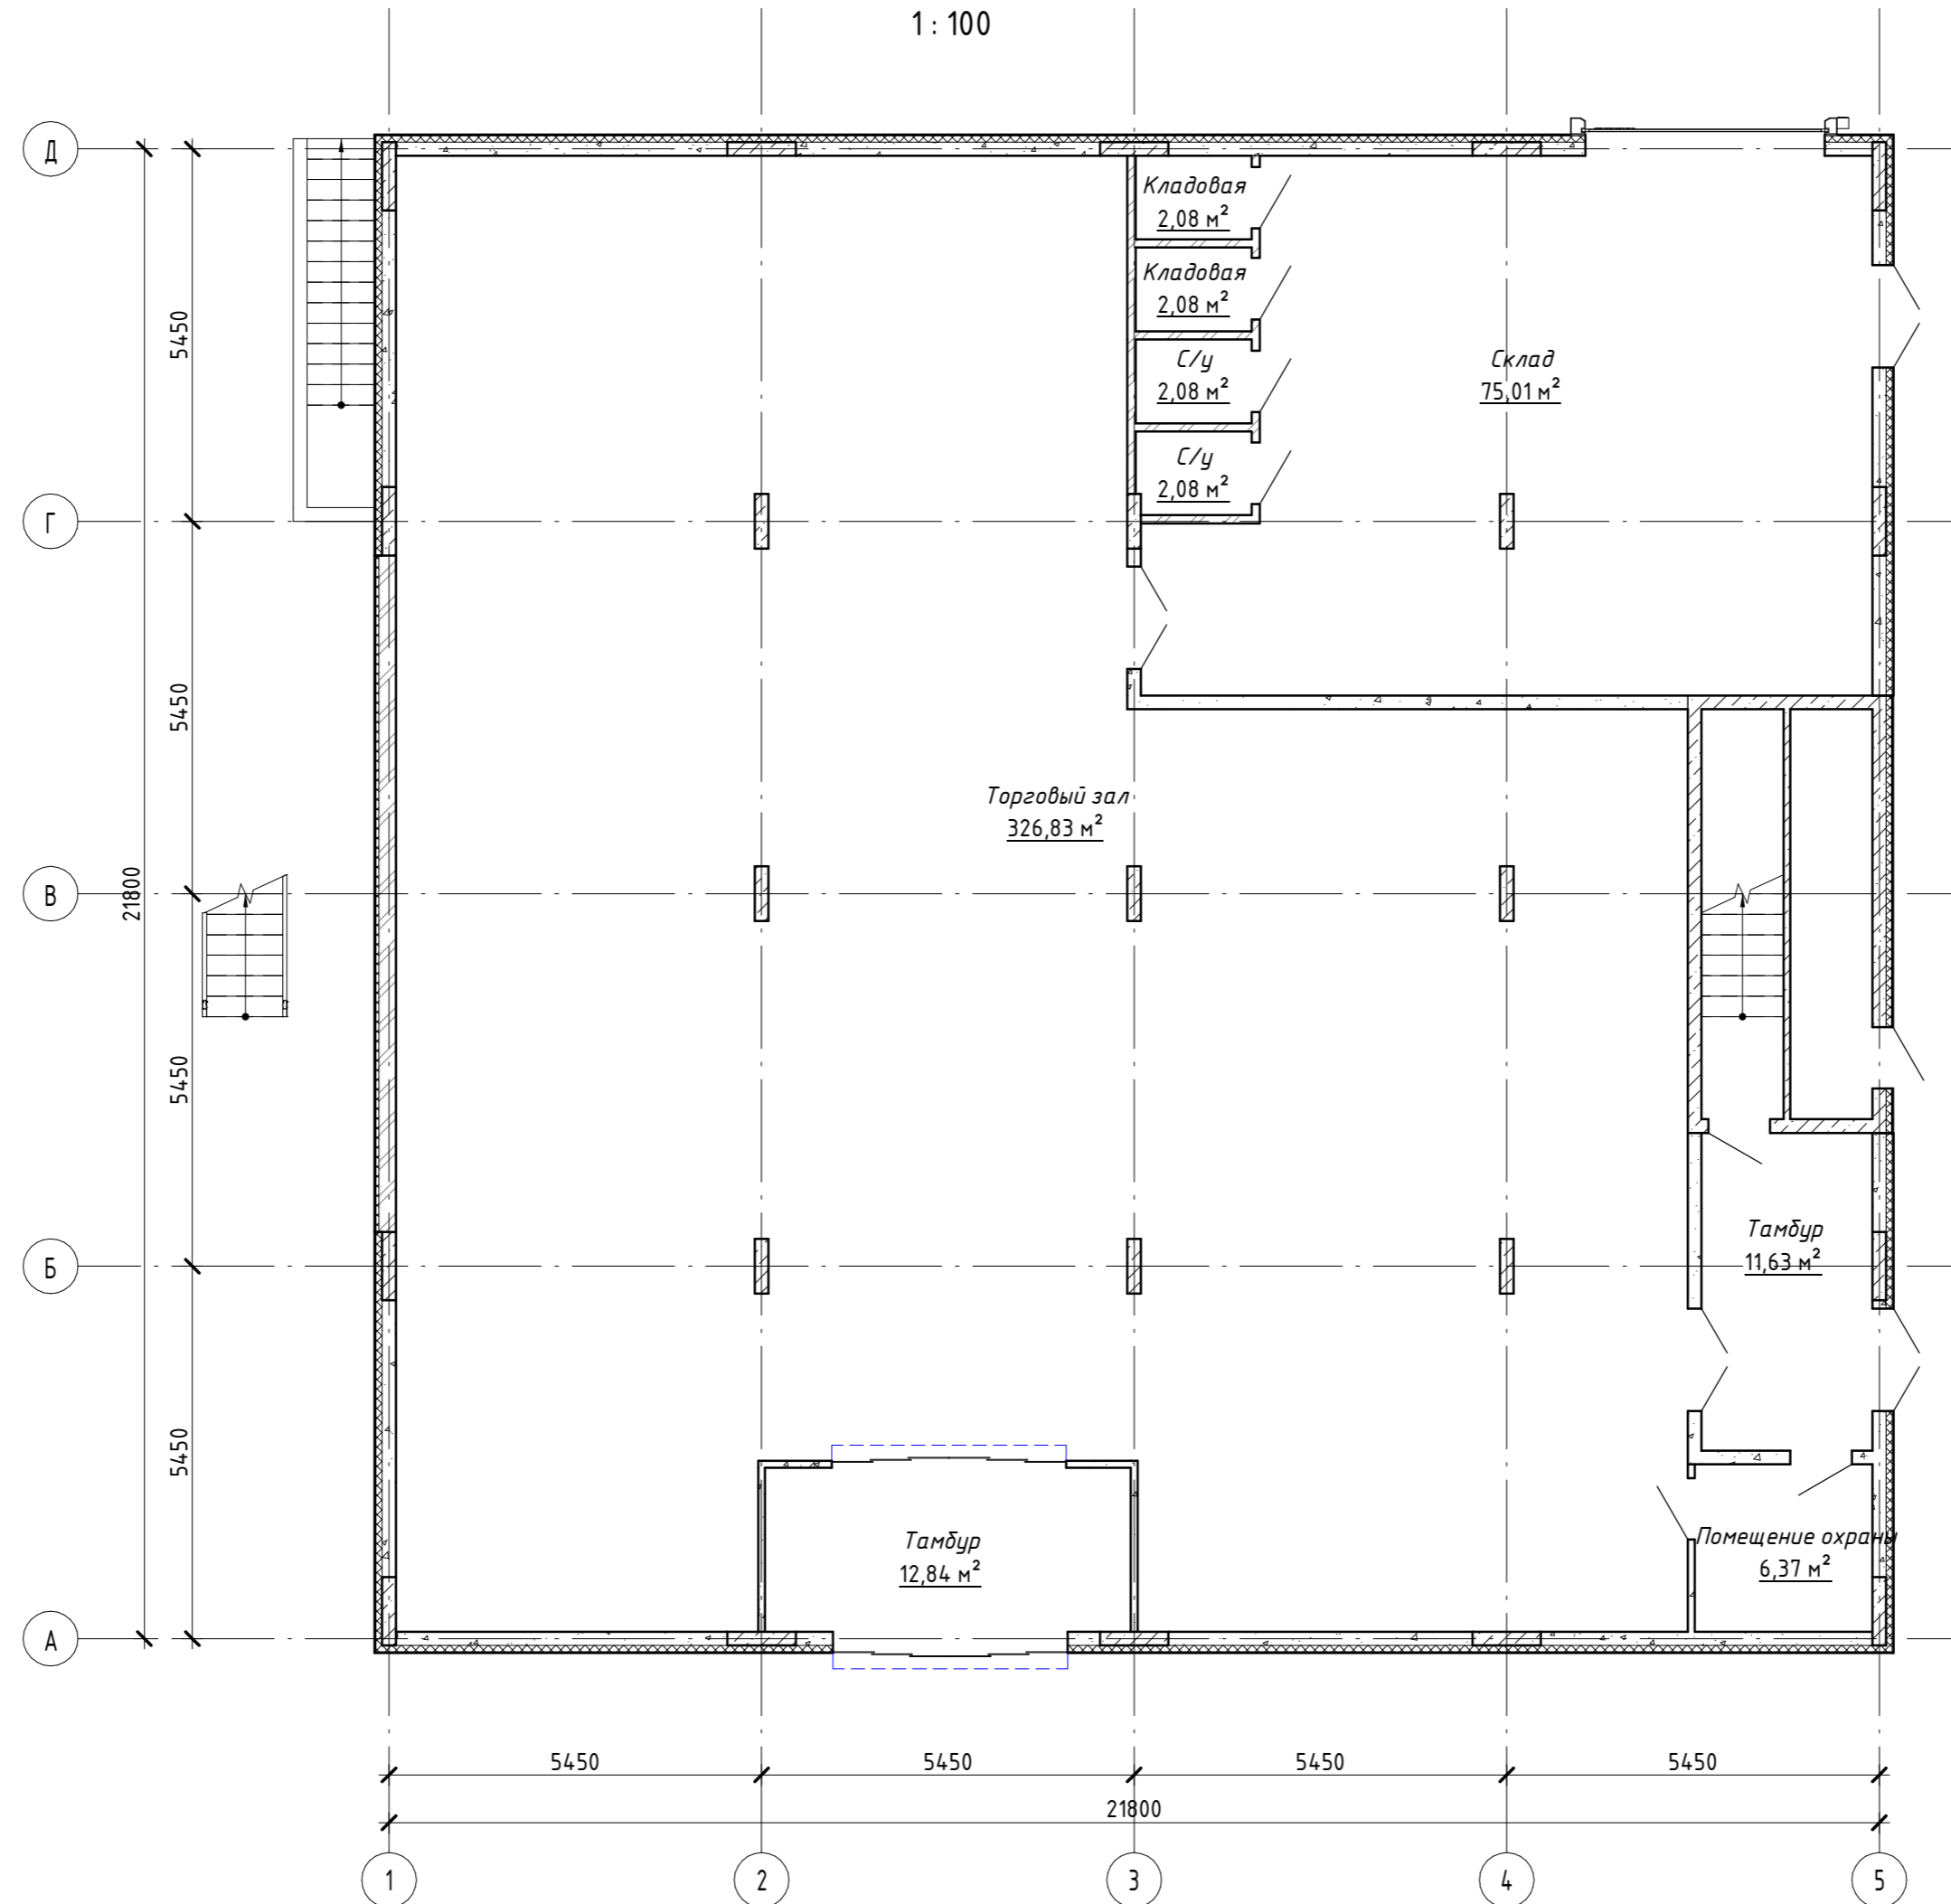 1 : 100
Д
Кладовая
2,08 м²
Кладовая
2,08 м²
5450
С/у
2,08 м²
Склад
75,01 м²
С/у
2,08 м²
Г
5450
Торговый зал
326,83 м²
В
21800
5450
Тамбур
11,63 м²
Б
5450
Тамбур
12,84 м²
Помещение охраны
6,37 м²
А
5450
5450
5450
5450
21800
1
2
3
4
5